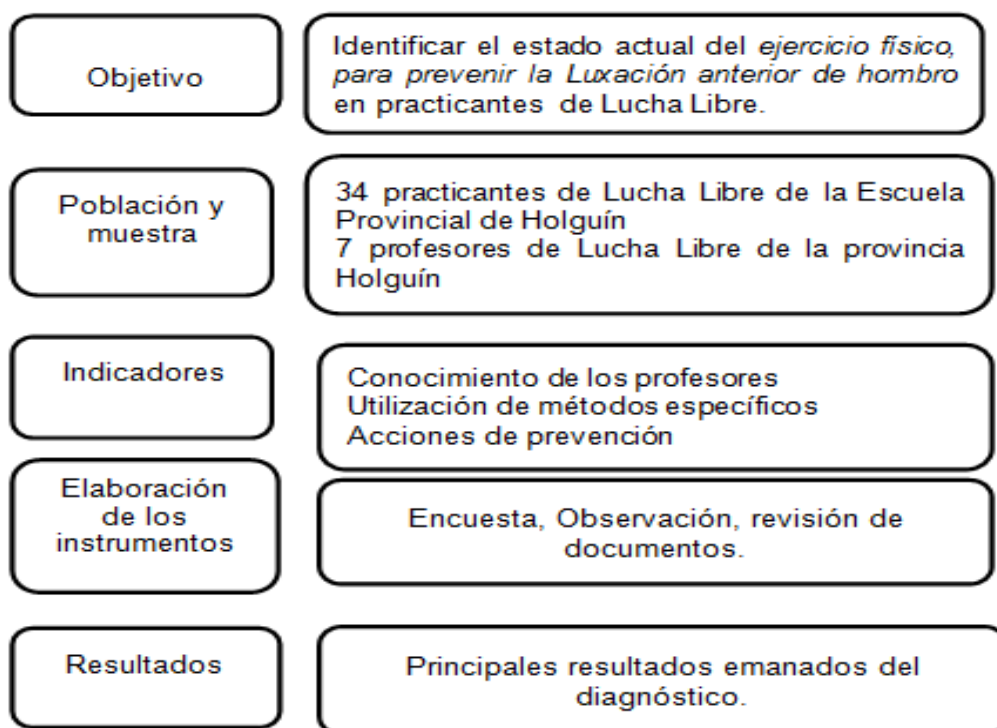 Objetivo
Identificar el estado actual del ejercicio físico,
para prevenir la Luxación anterior de hombro
en practicantes de Lucha Libre.
Población y
muestra
34 practicantes de Lucha Libre de la Escuela
Provincial de Holguín
7 profesores de Lucha Libre de la provincia
Holguín
Indicadores
Conocimiento de los profesores
Utilización de métodos específicos
Acciones de prevención
Elaboración
de los
instrumentos
Encuesta, Observación, revisión de
documentos.
Resultados
Principales resultados emanados del
diagnóstico.